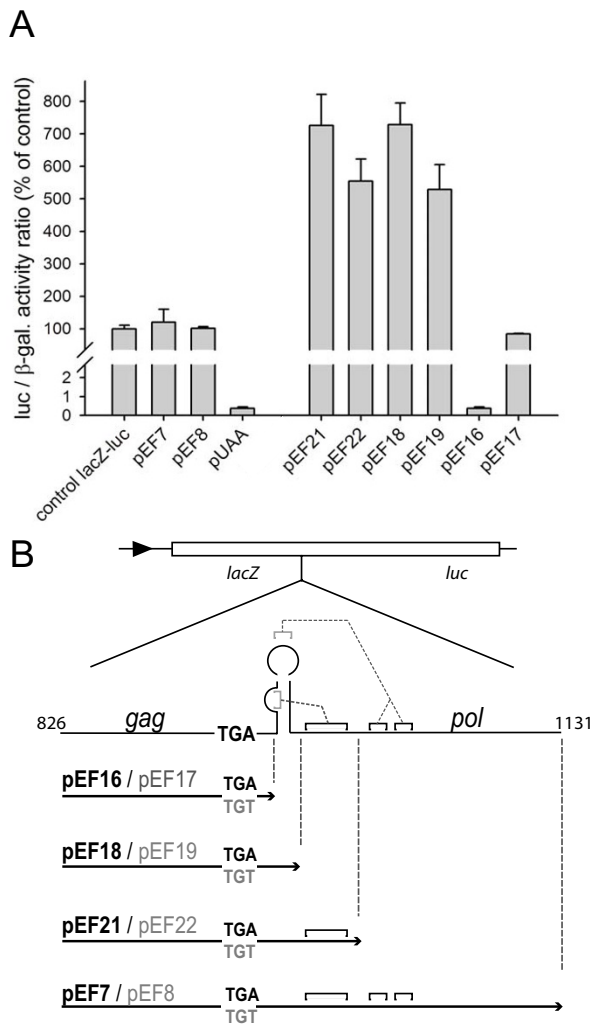 A
luc / β-gal. activity ratio (% of control)
800
700
600
500
400
300
200
100
2
1
0
control lacZ-luc
pEF7
pEF8
pUAA
pEF21
pEF22
pEF18
pEF19
pEF16
pEF17
B
lacZ luc
826 gag TGA pol 1131
pEF16 / pEF17 TGA
TGT
pEF18 / pEF19 TGA
TGT
pEF21 / pEF22 TGA
TGT
pEF7 / pEF8 TGA
TGT